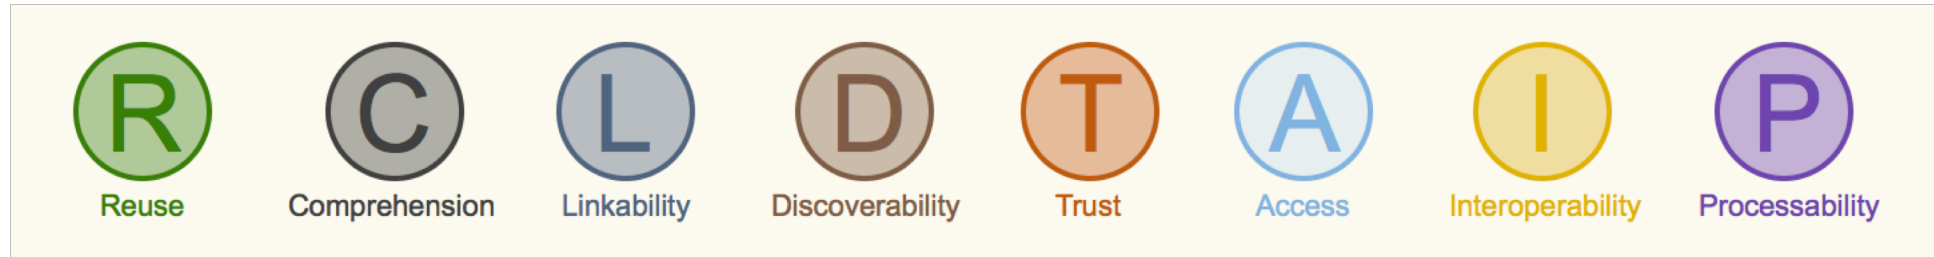 R C L D T A I P
Reuse Comprehension Linkability Discoverability Trust Access Interoperability Processability